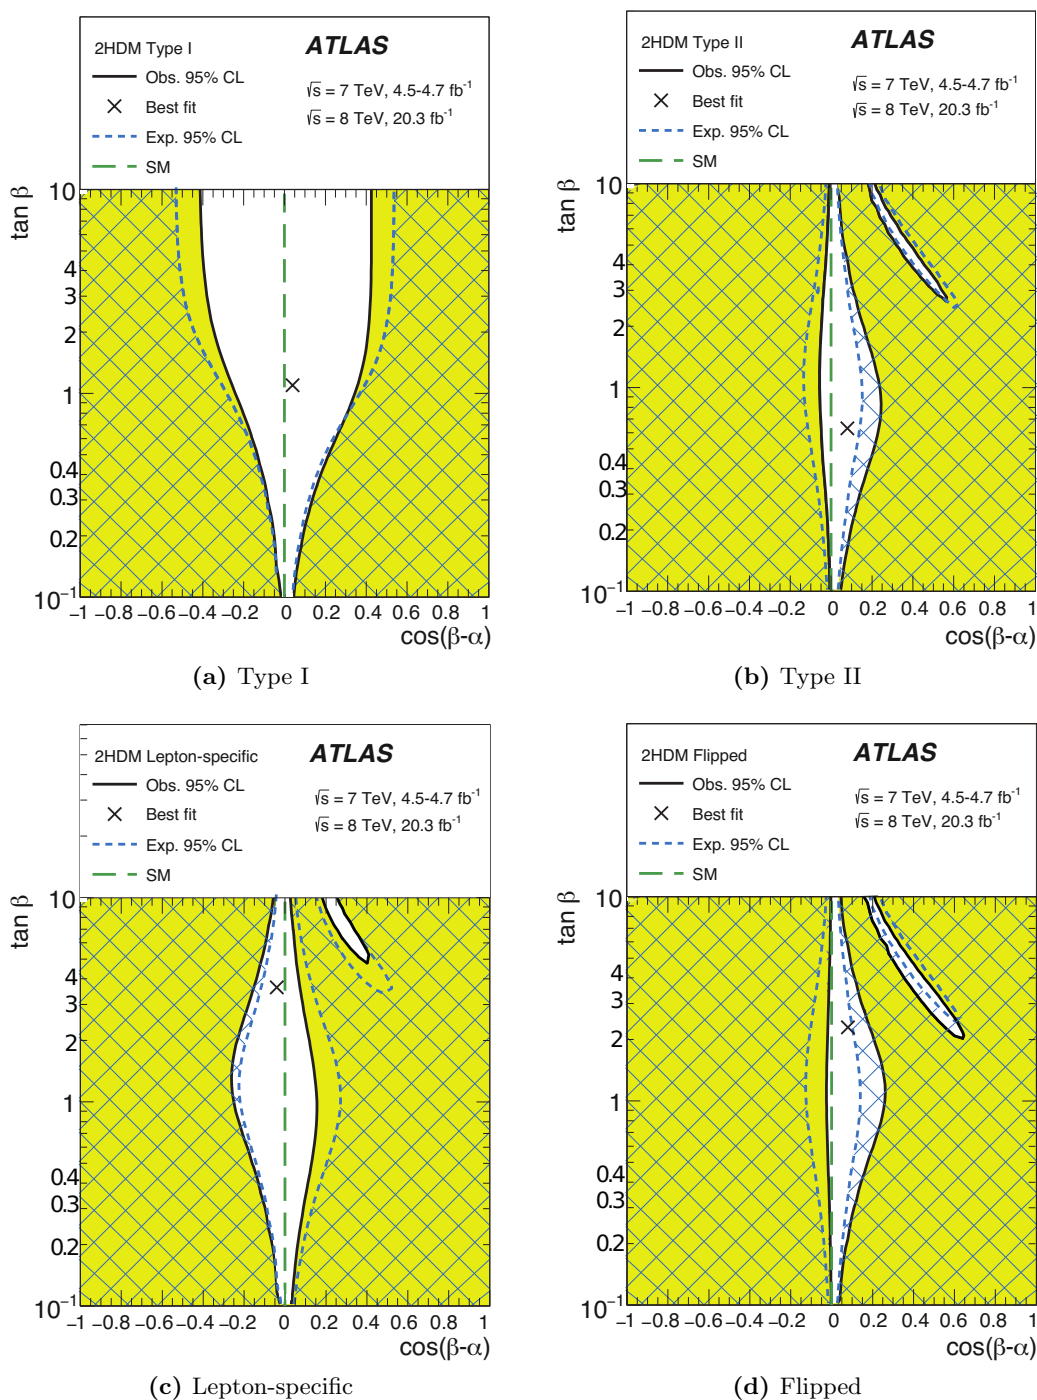 2HDM Type I
ATLAS
Obs. 95% CL
Best fit
Exp. 95% CL
SM
√s = 7 TeV, 4.5-4.7 fb⁻¹
√s = 8 TeV, 20.3 fb⁻¹
tan β
10
4
3
2
1
0.4
0.3
0.2
10⁻¹
−1 −0.8 −0.6 −0.4 −0.2 0 0.2 0.4 0.6 0.8 1
cos(β-α)
(a) Type I
2HDM Type II
ATLAS
Obs. 95% CL
Best fit
Exp. 95% CL
SM
√s = 7 TeV, 4.5-4.7 fb⁻¹
√s = 8 TeV, 20.3 fb⁻¹
tan β
10
4
3
2
1
0.4
0.3
0.2
10⁻¹
−1 −0.8 −0.6 −0.4 −0.2 0 0.2 0.4 0.6 0.8 1
cos(β-α)
(b) Type II
2HDM Lepton-specific
ATLAS
Obs. 95% CL
Best fit
Exp. 95% CL
SM
√s = 7 TeV, 4.5-4.7 fb⁻¹
√s = 8 TeV, 20.3 fb⁻¹
tan β
10
4
3
2
1
0.4
0.3
0.2
10⁻¹
−1 −0.8 −0.6 −0.4 −0.2 0 0.2 0.4 0.6 0.8 1
cos(β-α)
(c) Lepton-specific
2HDM Flipped
ATLAS
Obs. 95% CL
Best fit
Exp. 95% CL
SM
√s = 7 TeV, 4.5-4.7 fb⁻¹
√s = 8 TeV, 20.3 fb⁻¹
tan β
10
4
3
2
1
0.4
0.3
0.2
10⁻¹
−1 −0.8 −0.6 −0.4 −0.2 0 0.2 0.4 0.6 0.8 1
cos(β-α)
(d) Flipped